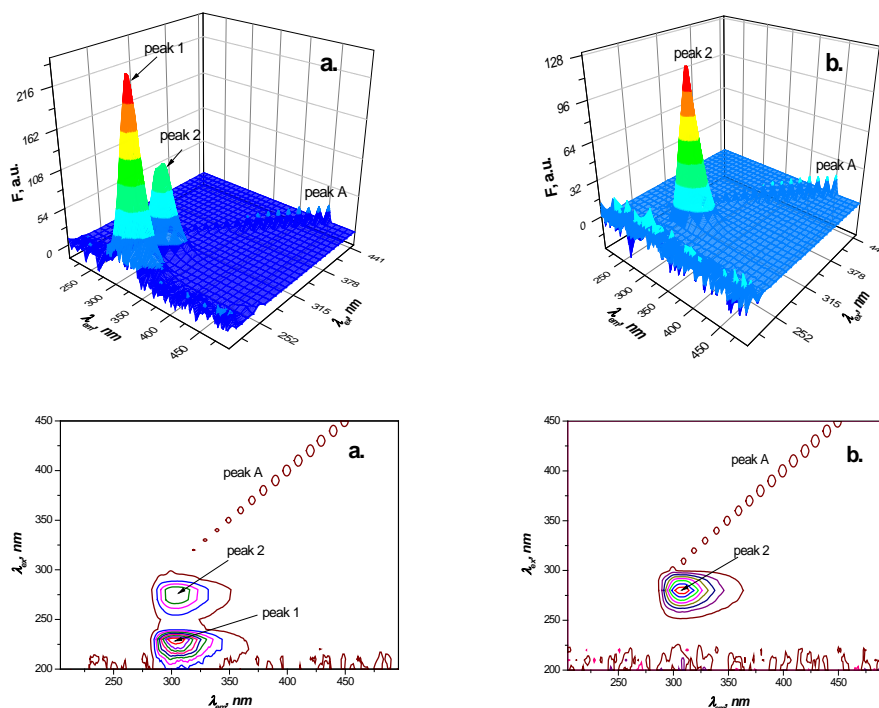 peak 1
a.
216
peak 2
162
F, a.u.
108
peak A
54
0
441
250
378
300
315
350
λex, nm
λem, nm
400
252
450
b.
128
peak 2
96
F, a.u.
64
peak A
32
0
44
250
378
300
315
350
λex, nm
λem, nm
400
252
450
450
a.
400
peak A
350
λex, nm
300
peak 2
250
peak 1
200
250 300 350 400 450
λem, nm
450
b.
400
peak A
350
λex, nm
300
peak 2
250
200
250 300 350 400 450